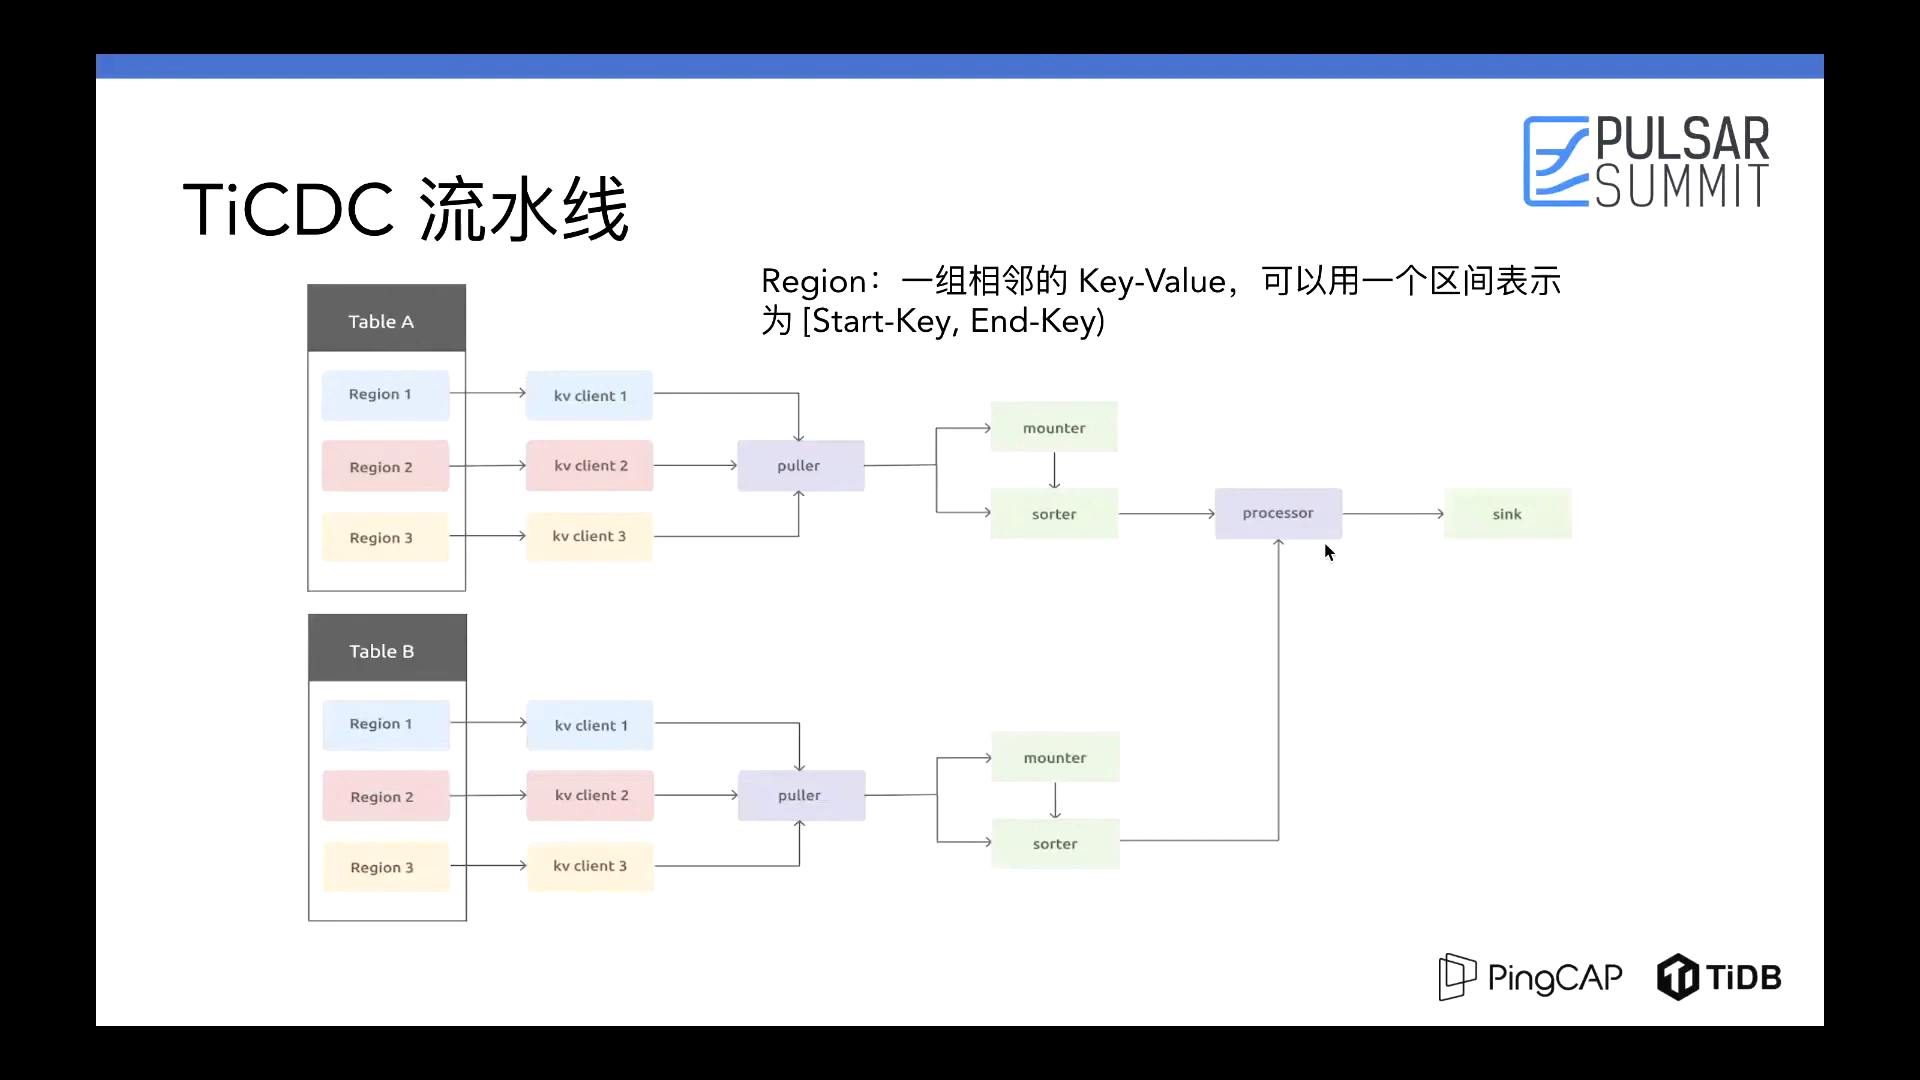 PULSAR
SUMMIT
TiCDC 流水线
Region：一组相邻的 Key-Value，可以用一个区间表示
为 [Start-Key, End-Key)
Table A
Region 1
kv client 1
Region 2
kv client 2
Region 3
kv client 3
puller
mounter
sorter
processor
sink
Table B
Region 1
kv client 1
Region 2
kv client 2
Region 3
kv client 3
puller
mounter
sorter
PingCAP
TiDB